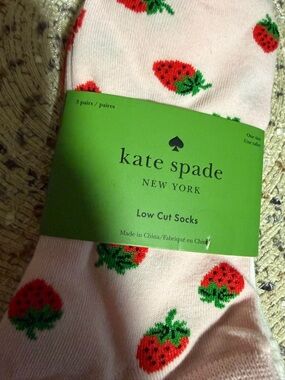 3 pairs / paires
One size
kate spade
NEW YORK
Low Cut Socks
Made in China/Fabriqué en Chine